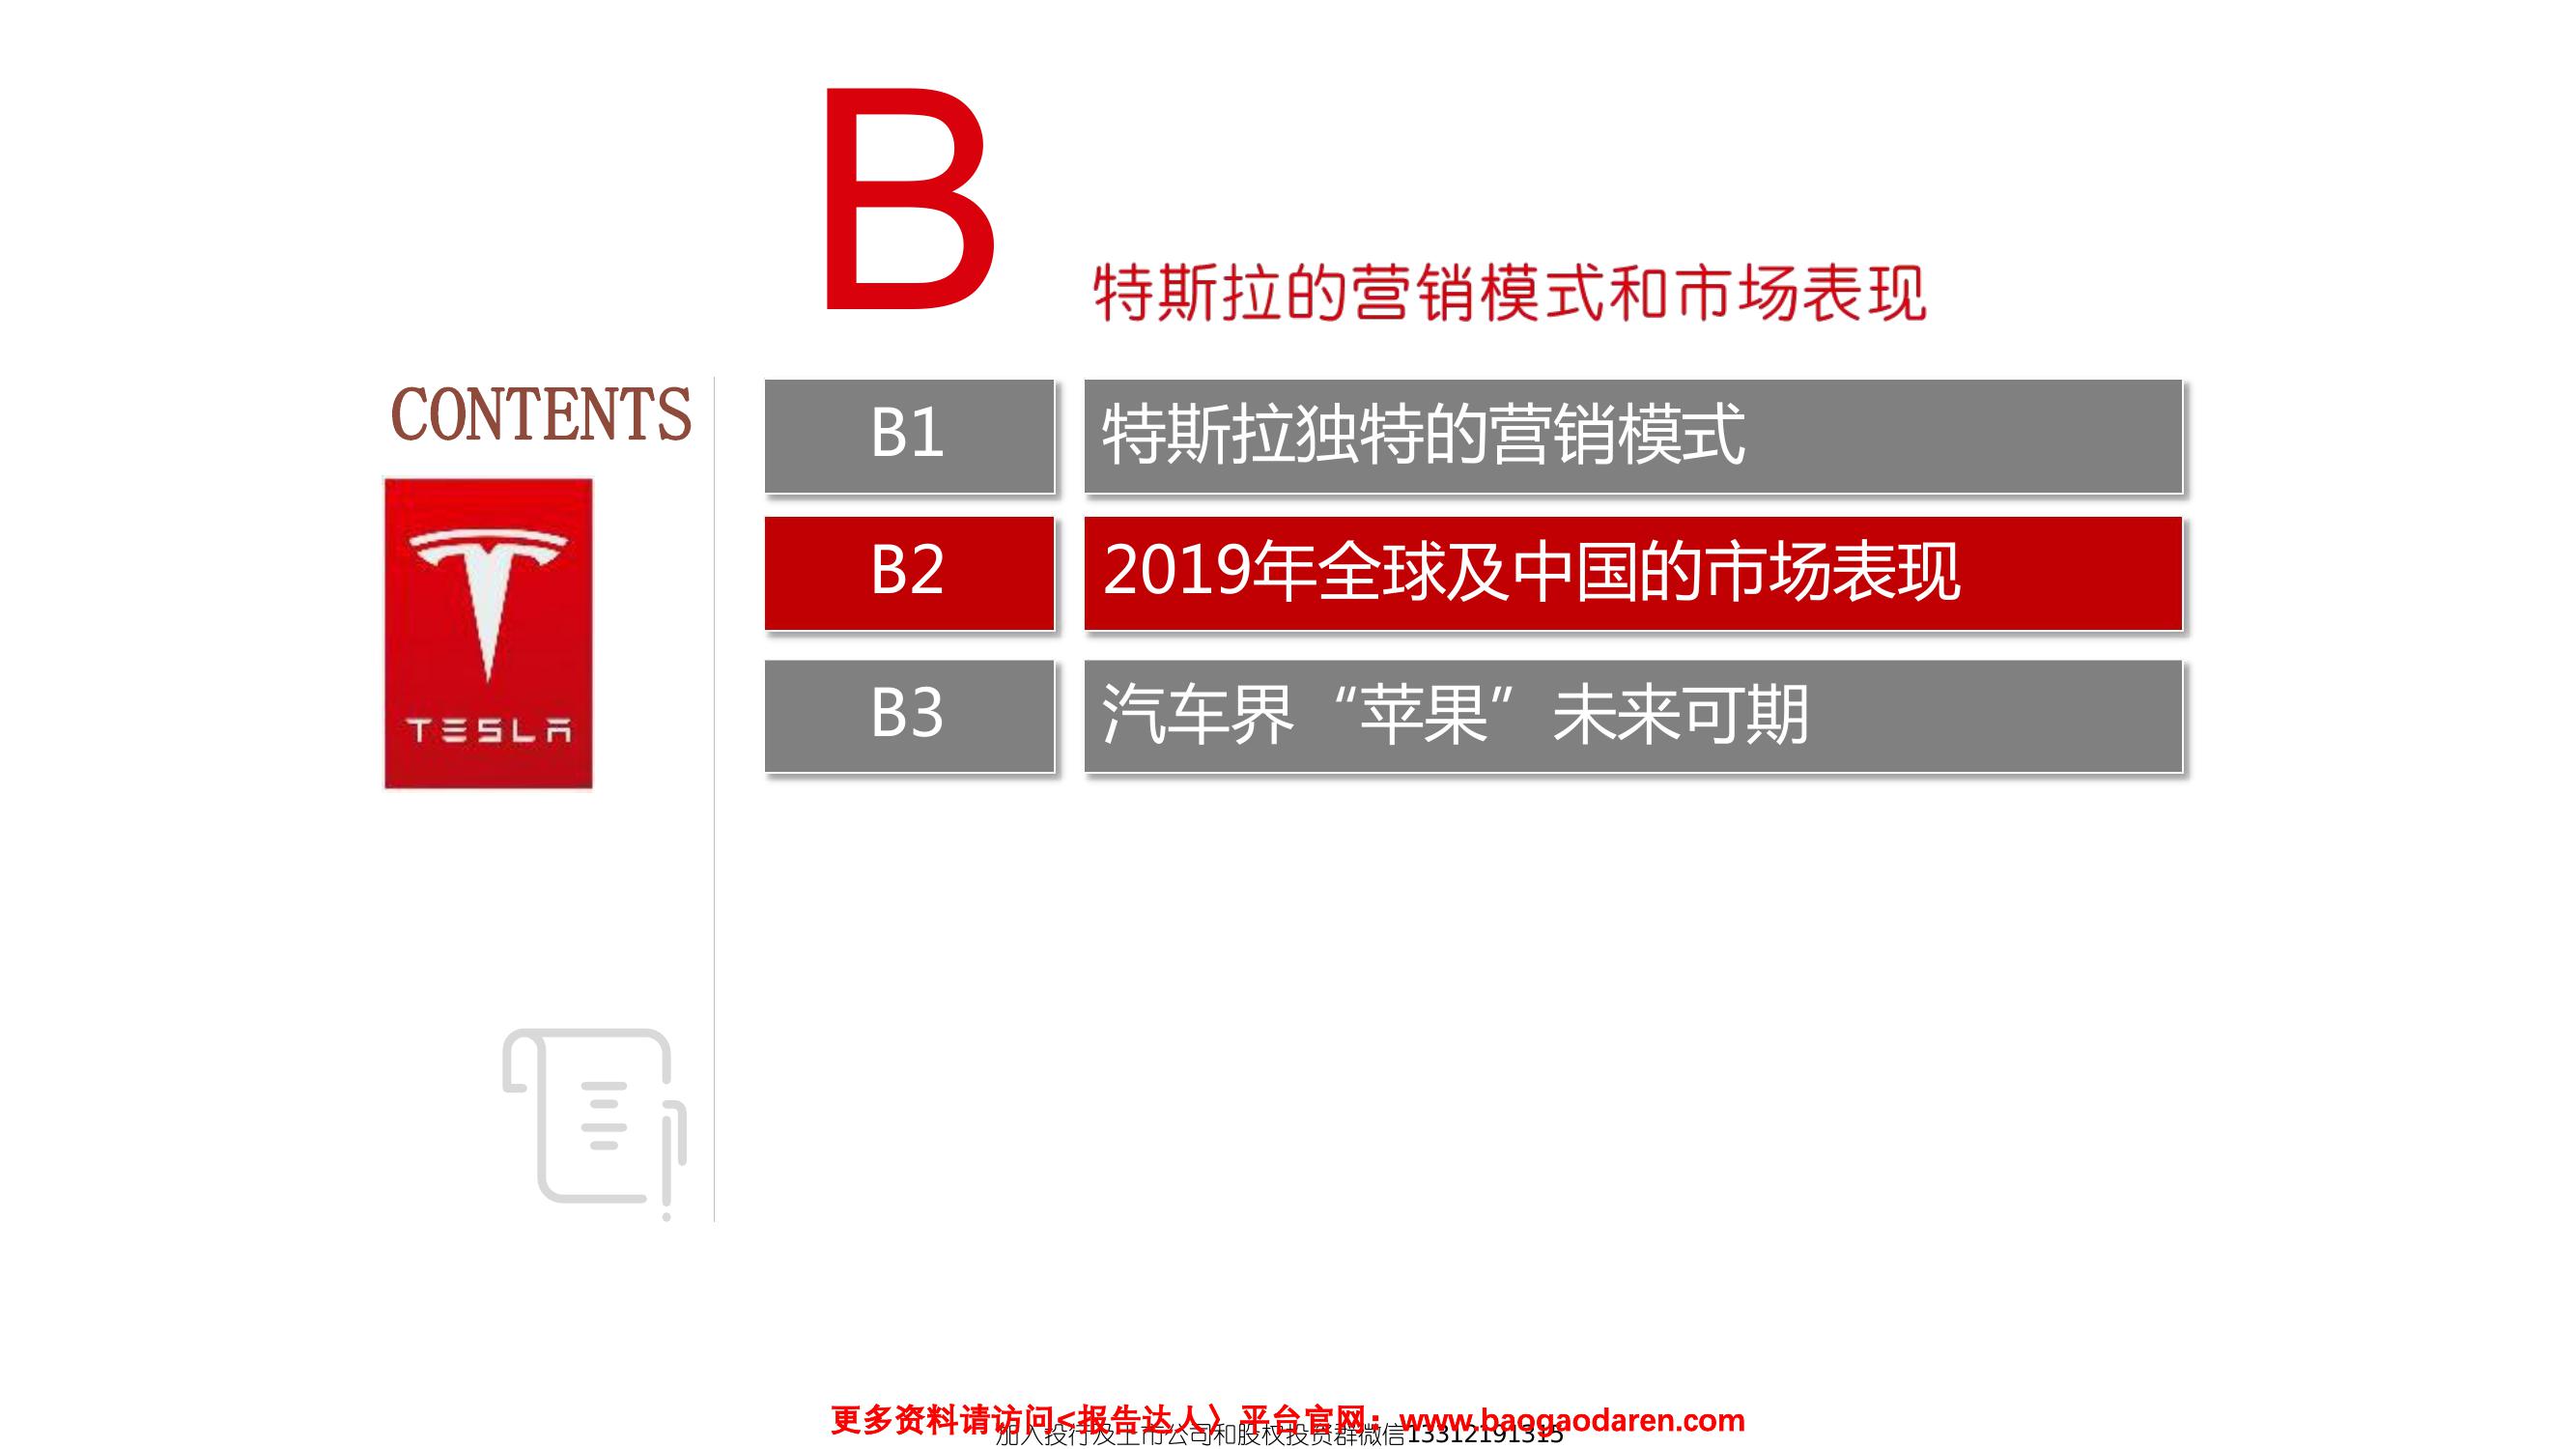 B
特斯拉的营销模式和市场表现
CONTENTS
TESLA
B1 特斯拉独特的营销模式
B2 2019年全球及中国的市场表现
B3 汽车界“苹果”未来可期
更多资料请访问<报告达人〉平台官网：www.baogaodaren.com
加入投行及上市公司和股权投资群微信13312191315